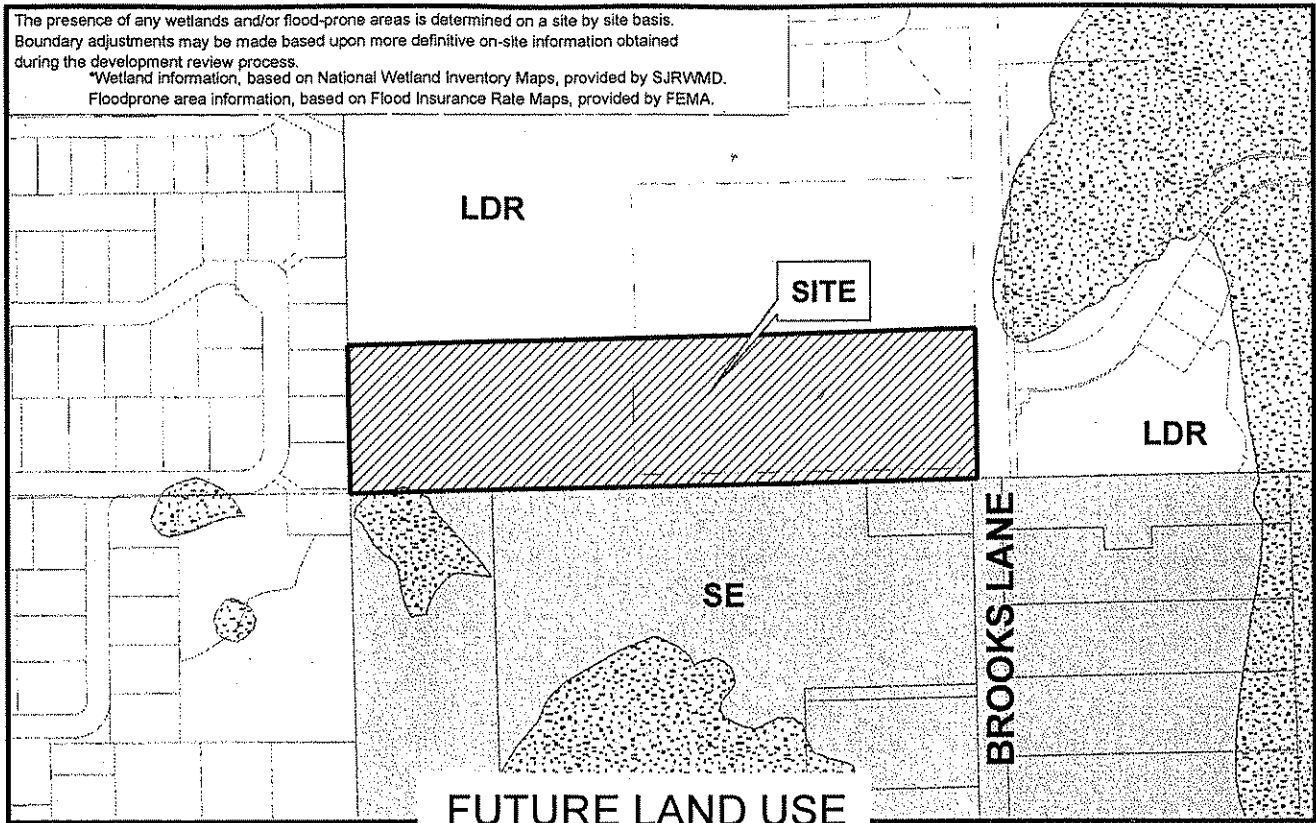 The presence of any wetlands and/or flood-prone areas is determined on a site by site basis.
Boundary adjustments may be made based upon more definitive on-site information obtained
during the development review process.
*Wetland information, based on National Wetland Inventory Maps, provided by SJRWMD.
Floodprone area information, based on Flood Insurance Rate Maps, provided by FEMA.
LDR
SITE
LDR
SE
BROOKS LANE
FUTURE LAND USE